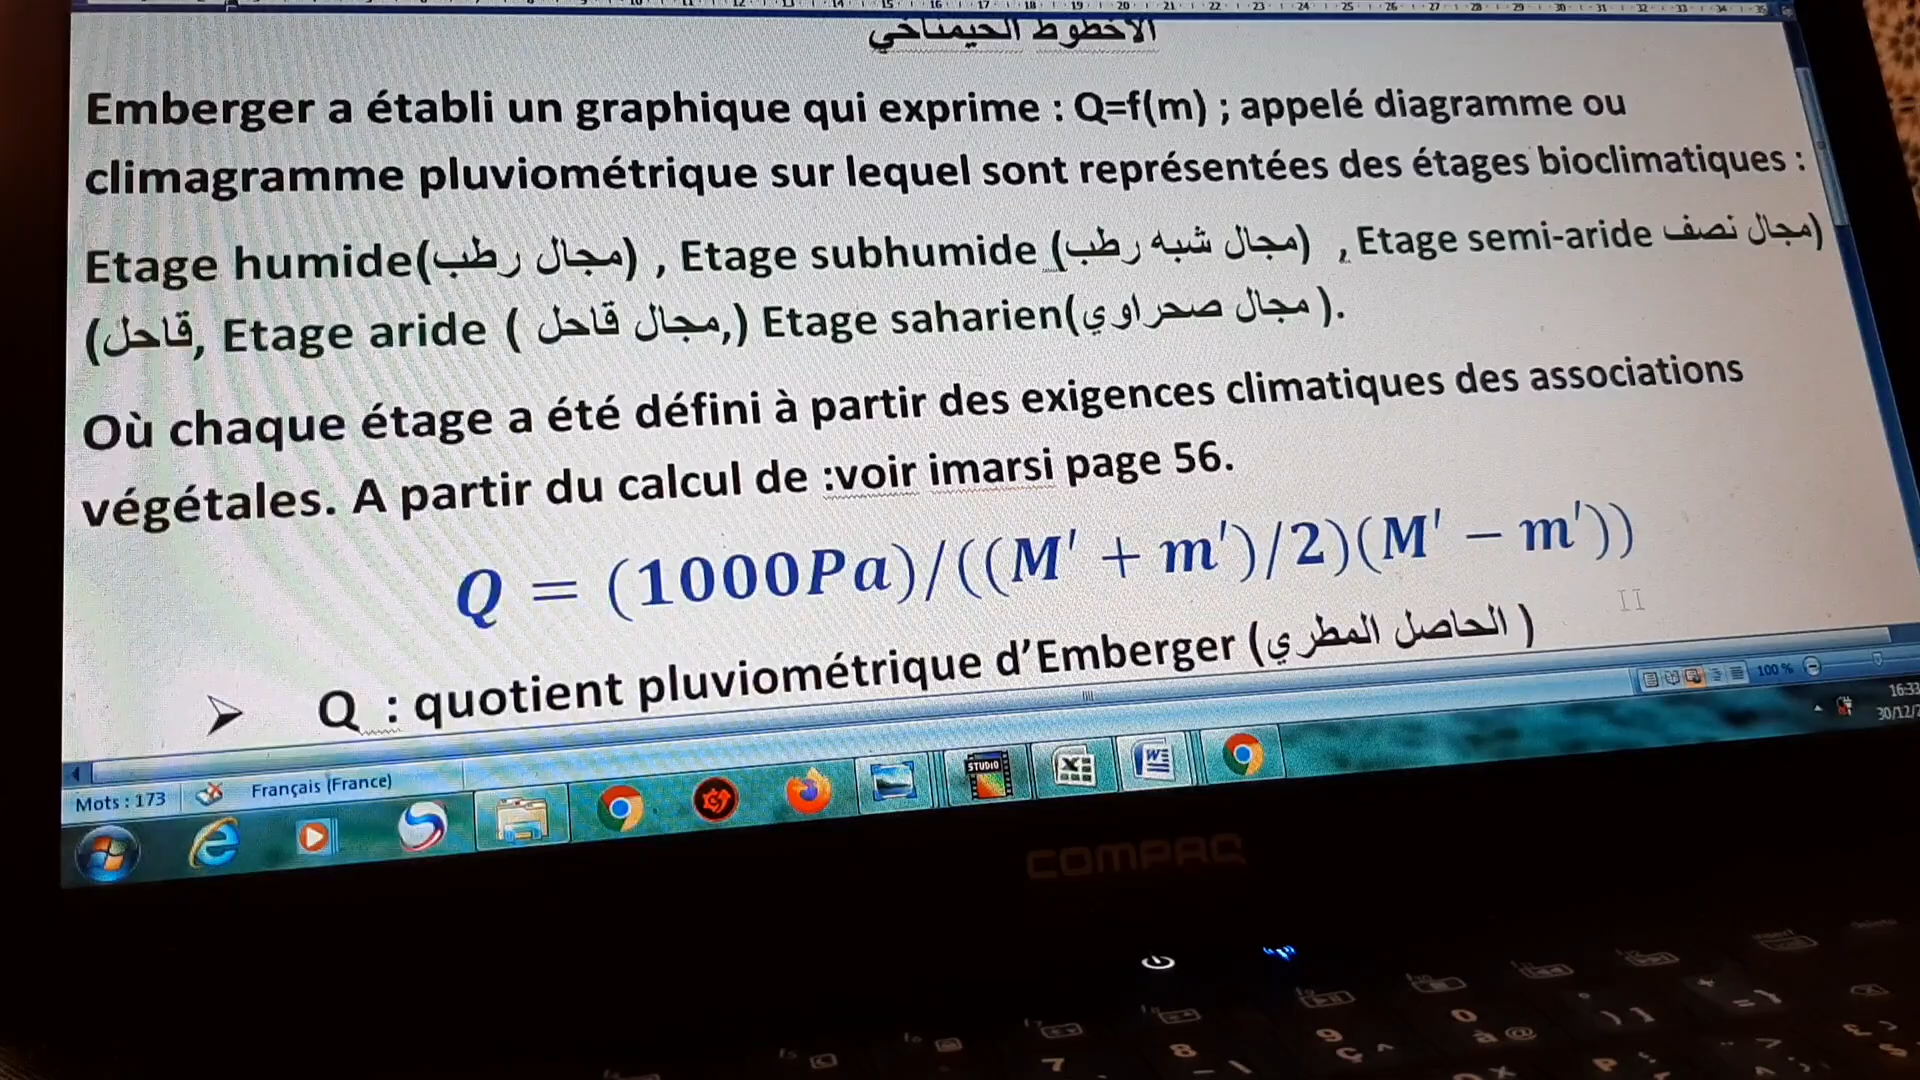 الاخطوط الحيمناخي
Emberger a établi un graphique qui exprime : Q=f(m) ; appelé diagramme ou
climagramme pluviométrique sur lequel sont représentées des étages bioclimatiques :
Etage humide(مجال رطب) , Etage subhumide (مجال شبه رطب) , Etage semi-aride مجال نصف)
(قاحل, Etage aride ( مجال قاحل,) Etage saharien(مجال صحراوي ).
Où chaque étage a été défini à partir des exigences climatiques des associations
végétales. A partir du calcul de :voir imarsi page 56.
Q = (1000Pa)/((M' + m')/2)(M' − m'))
➢ Q : quotient pluviométrique d'Emberger (الحاصل المطري )
100 %
16:33
Mots : 173 Français (France)
STUDIO
COMPAQ